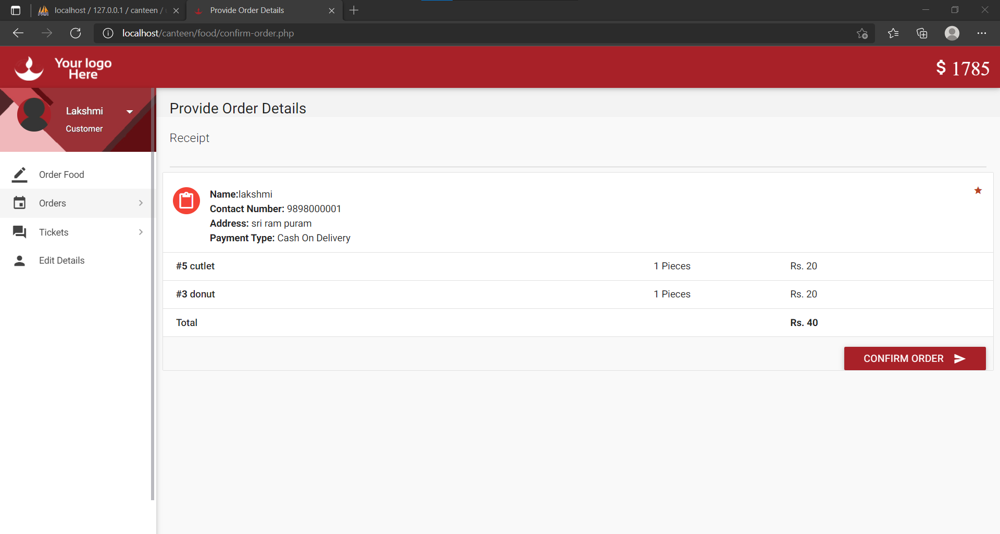 localhost / 127.0.0.1 / canteen /
Provide Order Details
localhost/canteen/food/confirm-order.php
Your logo
Here
$ 1785
Lakshmi
Customer
Order Food
Orders
Tickets
Edit Details
Provide Order Details
Receipt
Name:lakshmi
Contact Number: 9898000001
Address: sri ram puram
Payment Type: Cash On Delivery
#5 cutlet 1 Pieces Rs. 20
#3 donut 1 Pieces Rs. 20
Total Rs. 40
CONFIRM ORDER